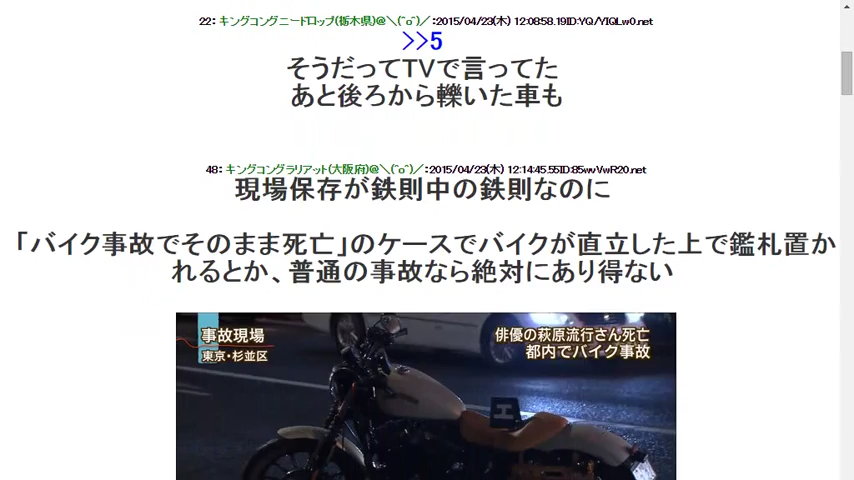 22: キングコングニードロップ(栃木県)@＼(^o^)／:2015/04/23(木) 12:08:58.19ID:YQ/YIQLw0.net
>>5
そうだってTVで言ってた
あと後ろから轢いた車も
48: キングコングラリアット(大阪府)@＼(^o^)／:2015/04/23(木) 12:14:45.55ID:85wvVwR20.net
現場保存が鉄則中の鉄則なのに
「バイク事故でそのまま死亡」のケースでバイクが直立した上で鑑札置か
れるとか、普通の事故なら絶対にあり得ない
事故現場
東京・杉並区
俳優の萩原流行さん死亡
都内でバイク事故
エ